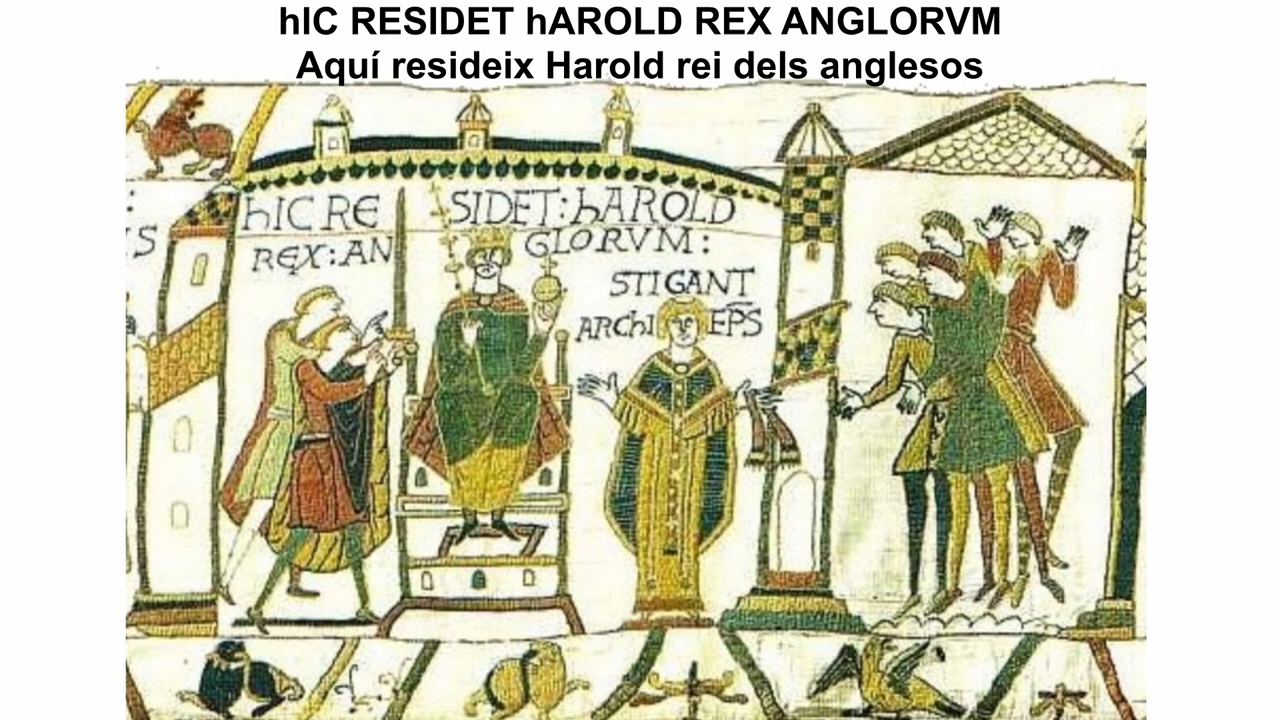 hIC RESIDET hAROLD REX ANGLORVM
Aquí resideix Harold rei dels anglesos
hIC RE SIDET: hAROLD
REX: AN GLORVM:
STIGANT
ARChI EPS
:
S